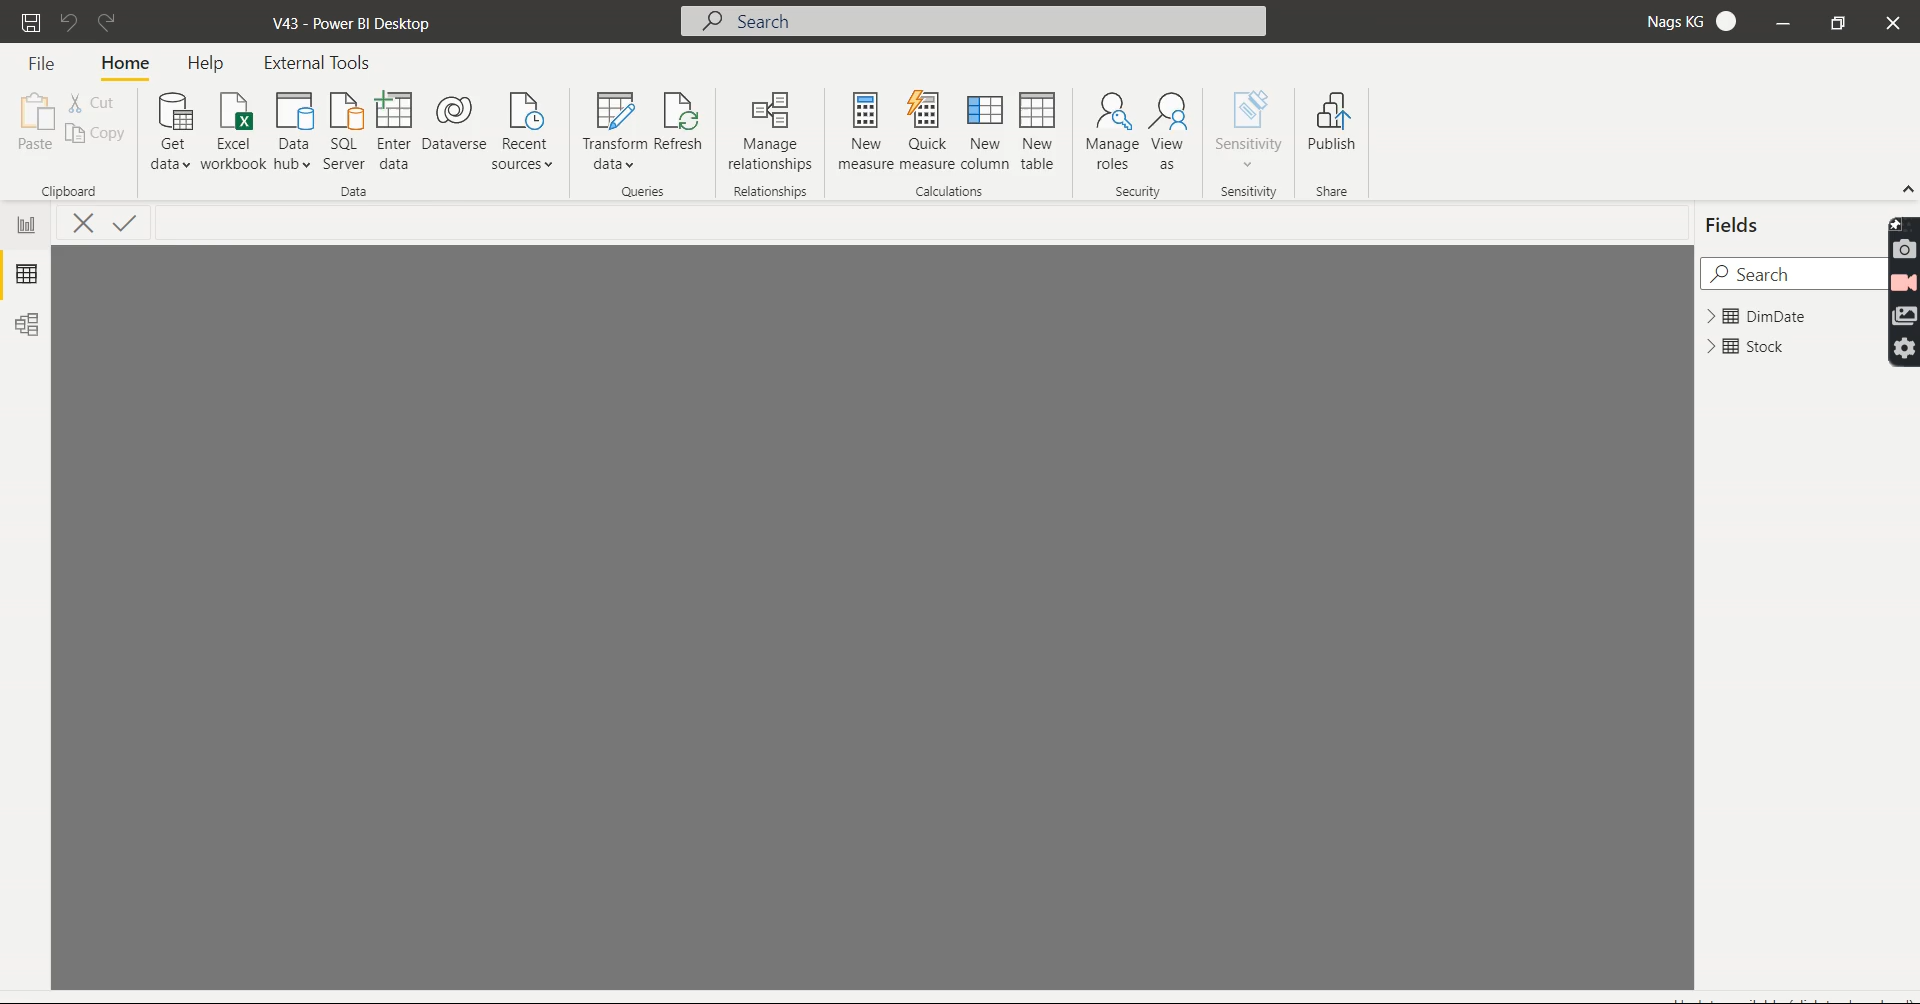 V43 - Power BI Desktop
Search
Nags KG
File
Home
Help
External Tools
Paste
Cut
Copy
Get data
Excel workbook
Data hub
SQL Server
Enter data
Dataverse
Recent sources
Transform data
Refresh
Manage relationships
New measure
Quick measure
New column
New table
Manage roles
View as
Sensitivity
Publish
Clipboard
Data
Queries
Relationships
Calculations
Security
Sensitivity
Share
Fields
Search
DimDate
Stock